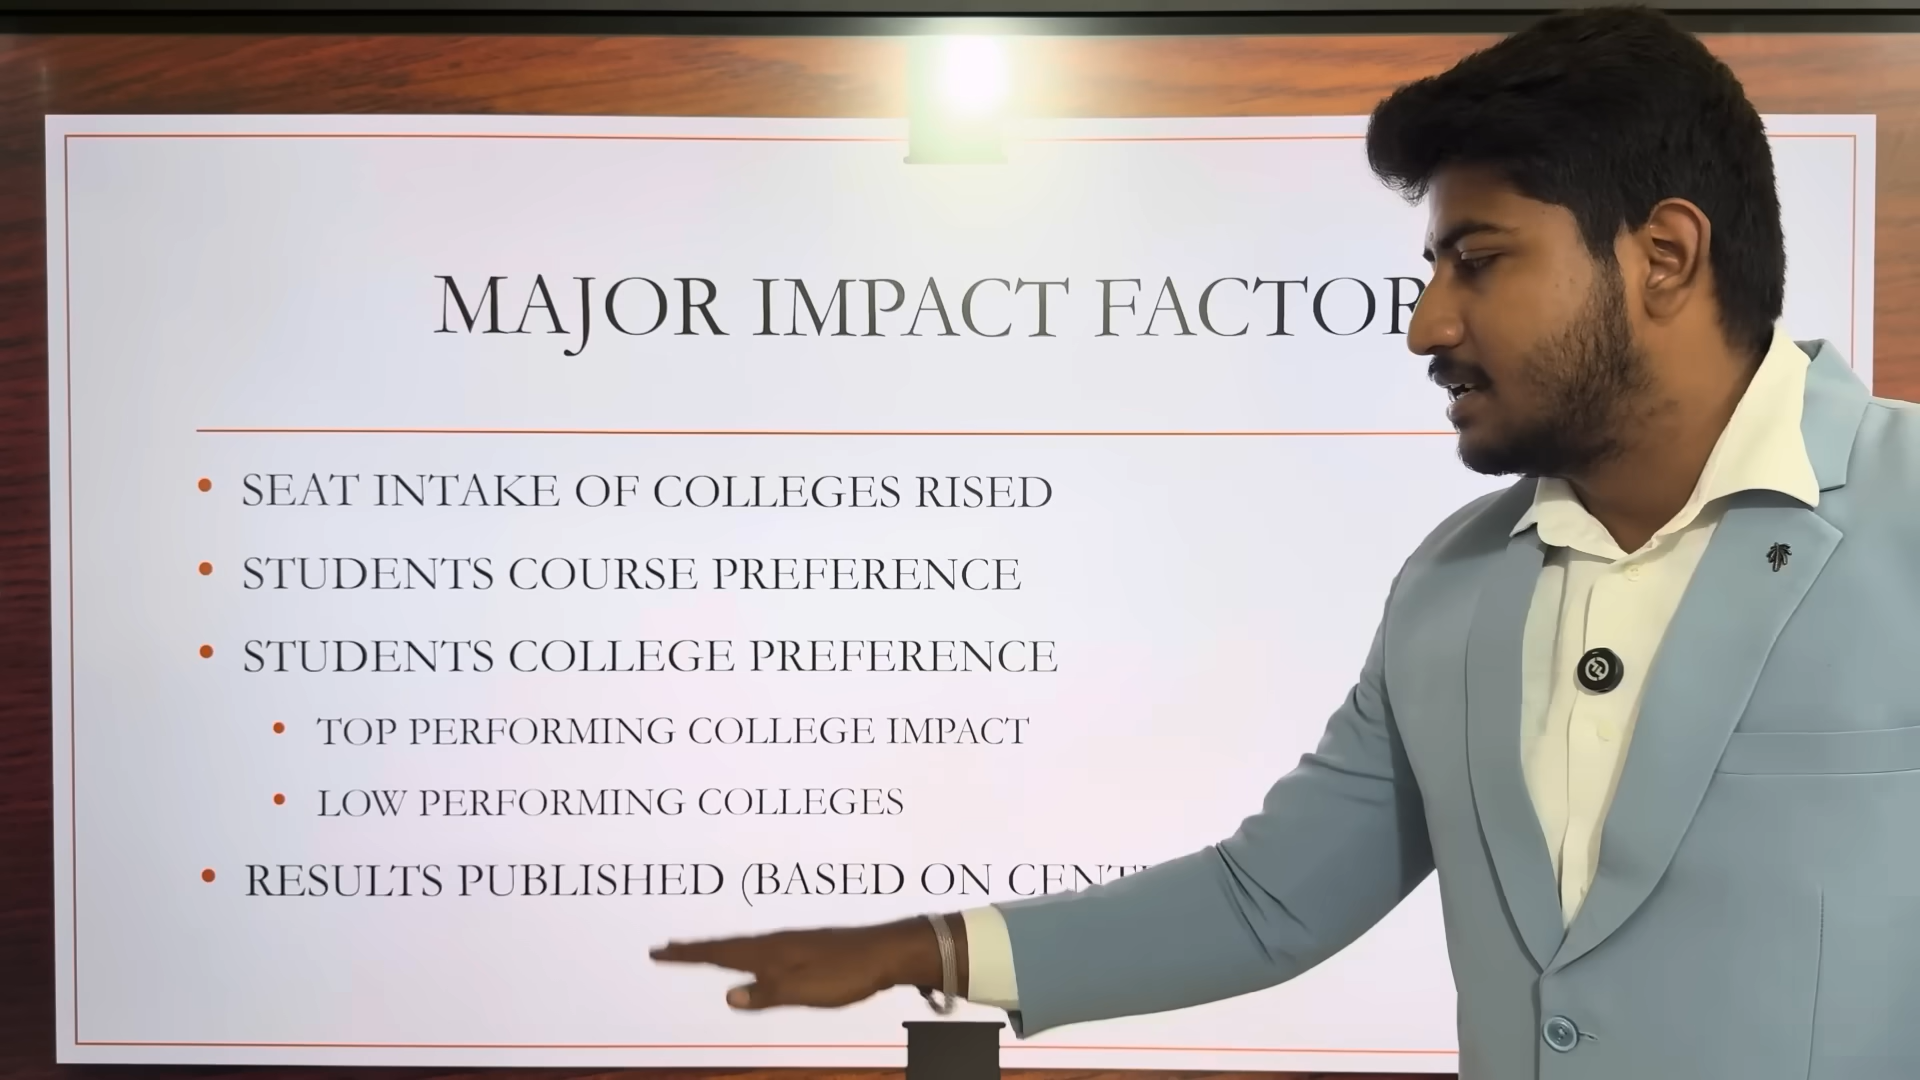 MAJOR IMPACT
SEAT INTAKE OF COLLEGES RISED
STUDENTS COURSE PREFERENCE
STUDENTS COLLEGE PREFERENCE
TOP PERFORMING COLLEGE IMPACT
LOW PERFORMING COLLEGES
RESULTS PUBLISHED (BASED ON